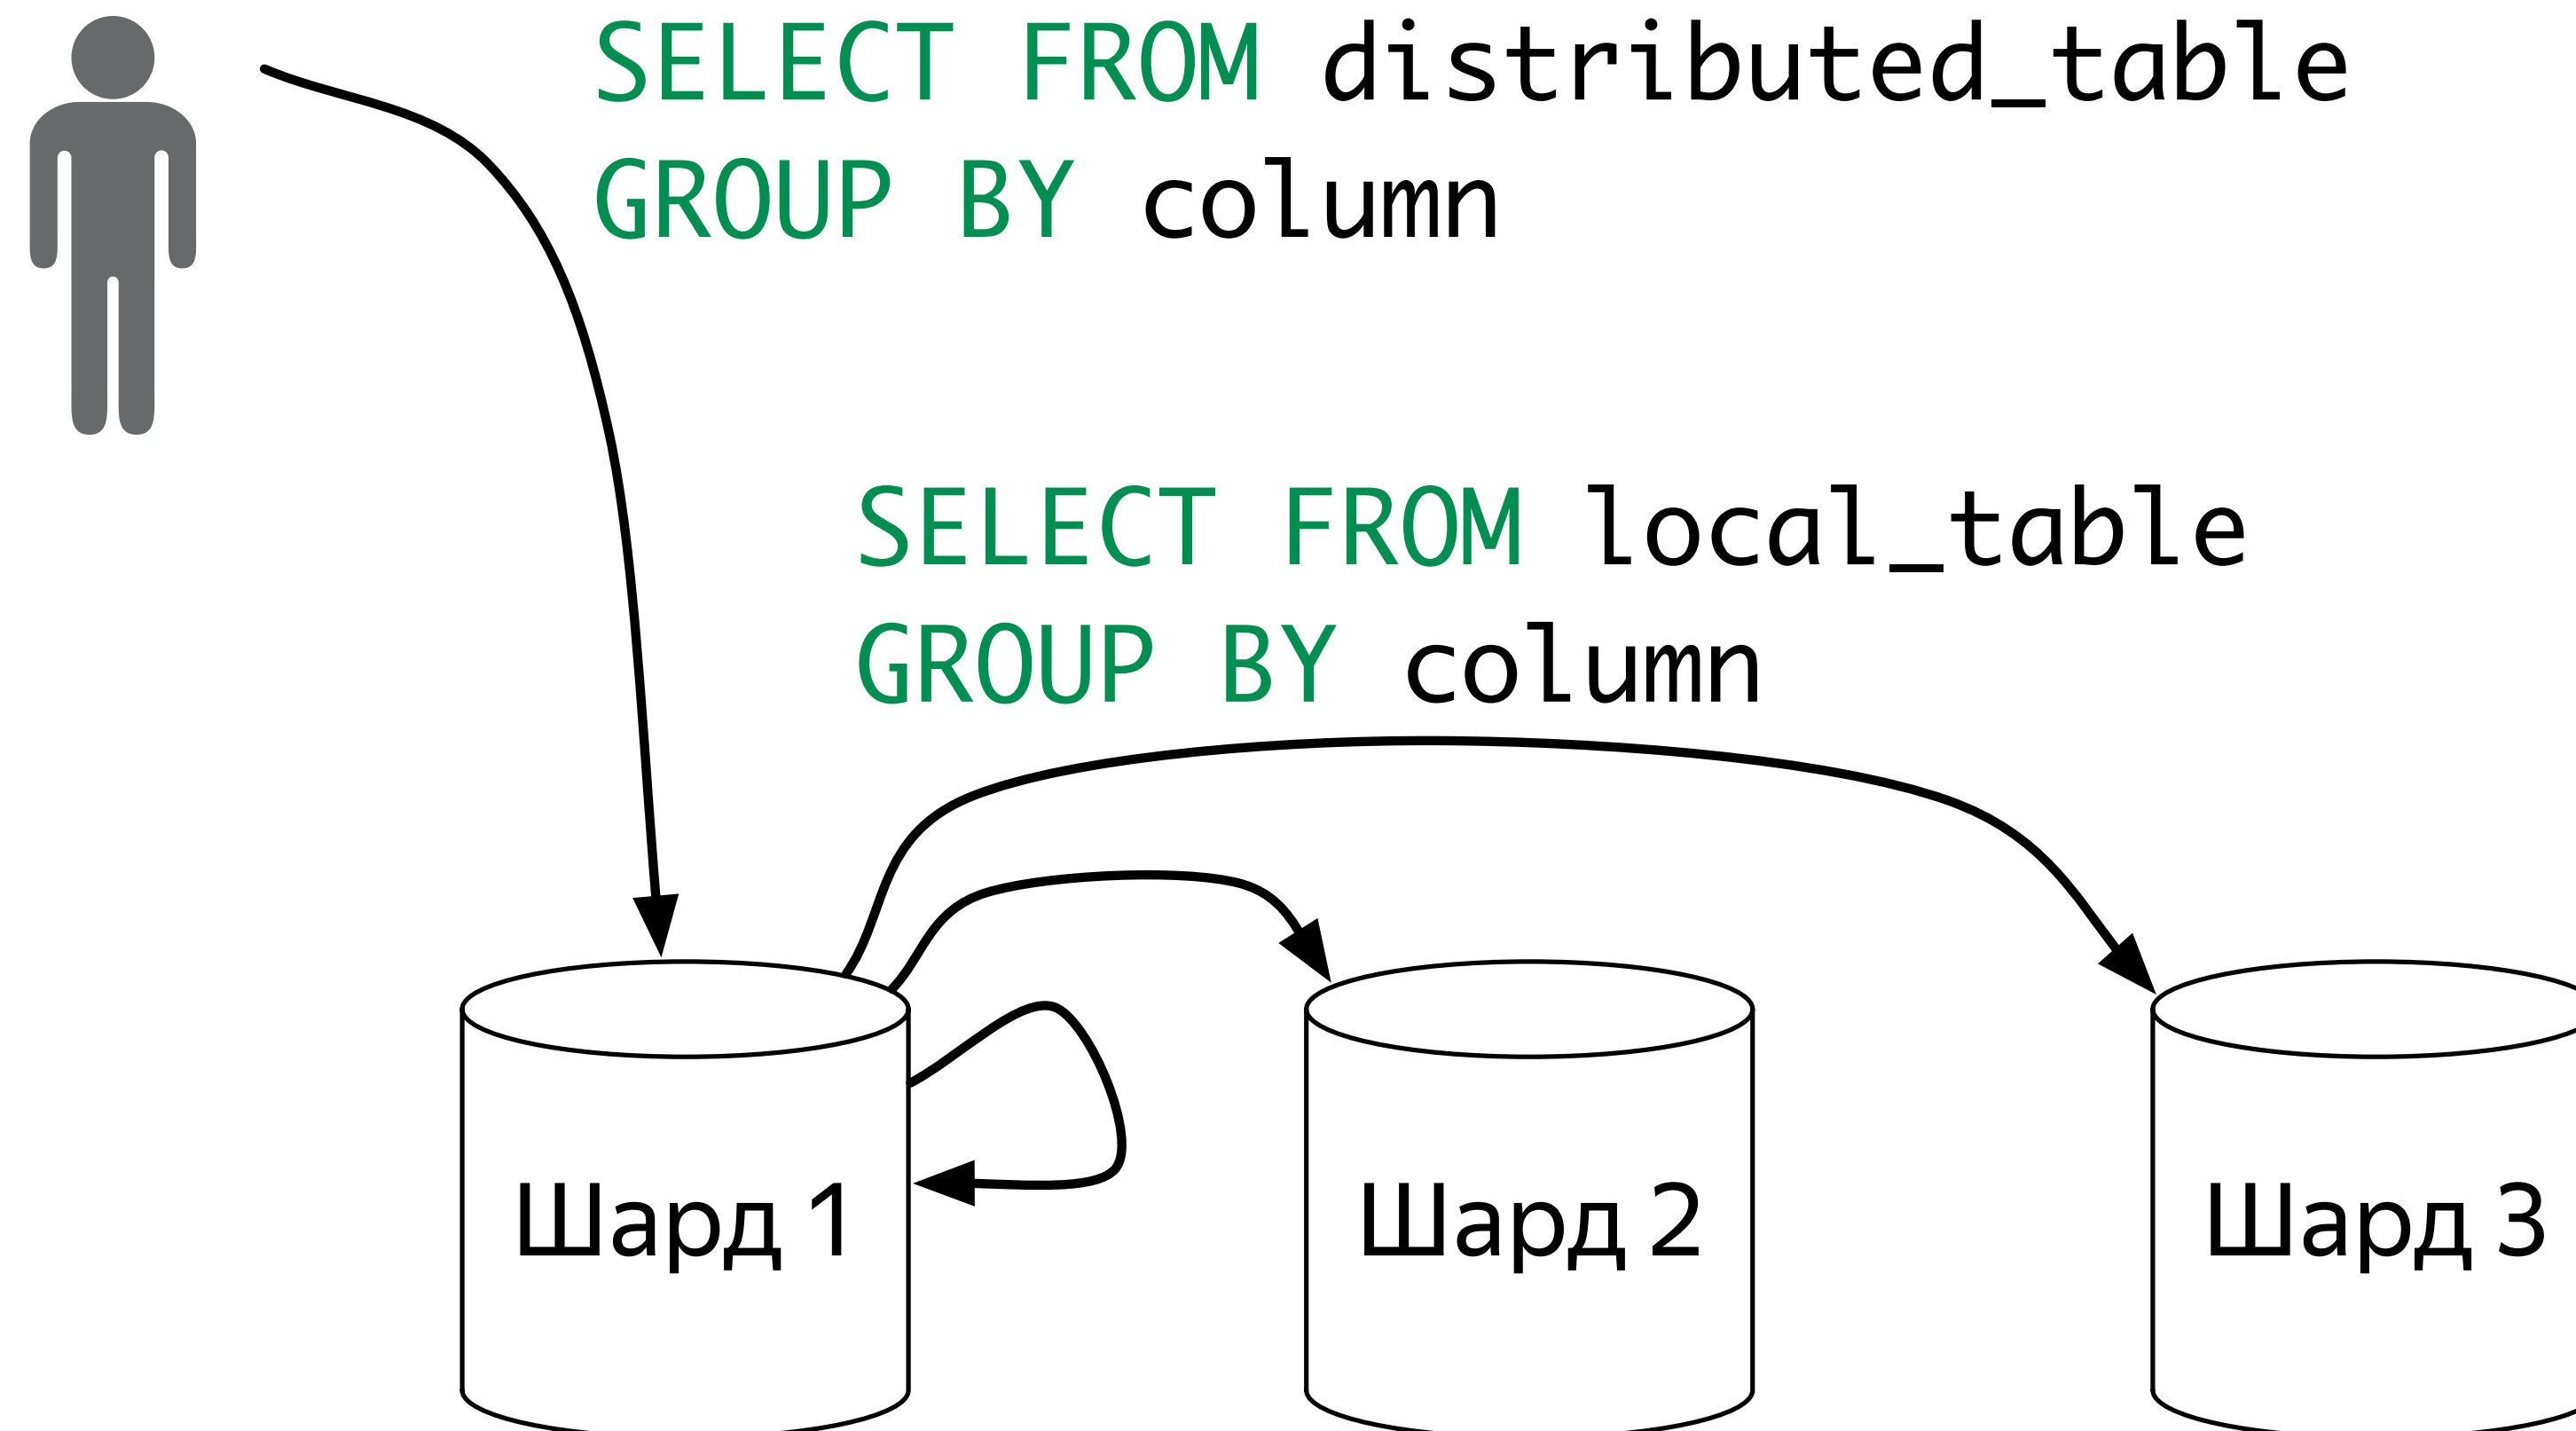 SELECT FROM distributed_table
GROUP BY column
SELECT FROM local_table
GROUP BY column
Шард 1
Шард 2
Шард 3